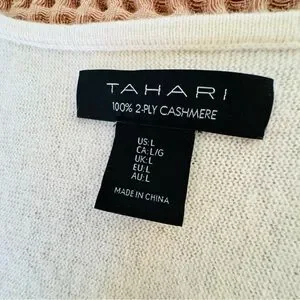 TAHARI
100% 2-PLY CASHMERE
US:L
CA:L/G
UK:L
EU:L
AU:L
MADE IN CHINA